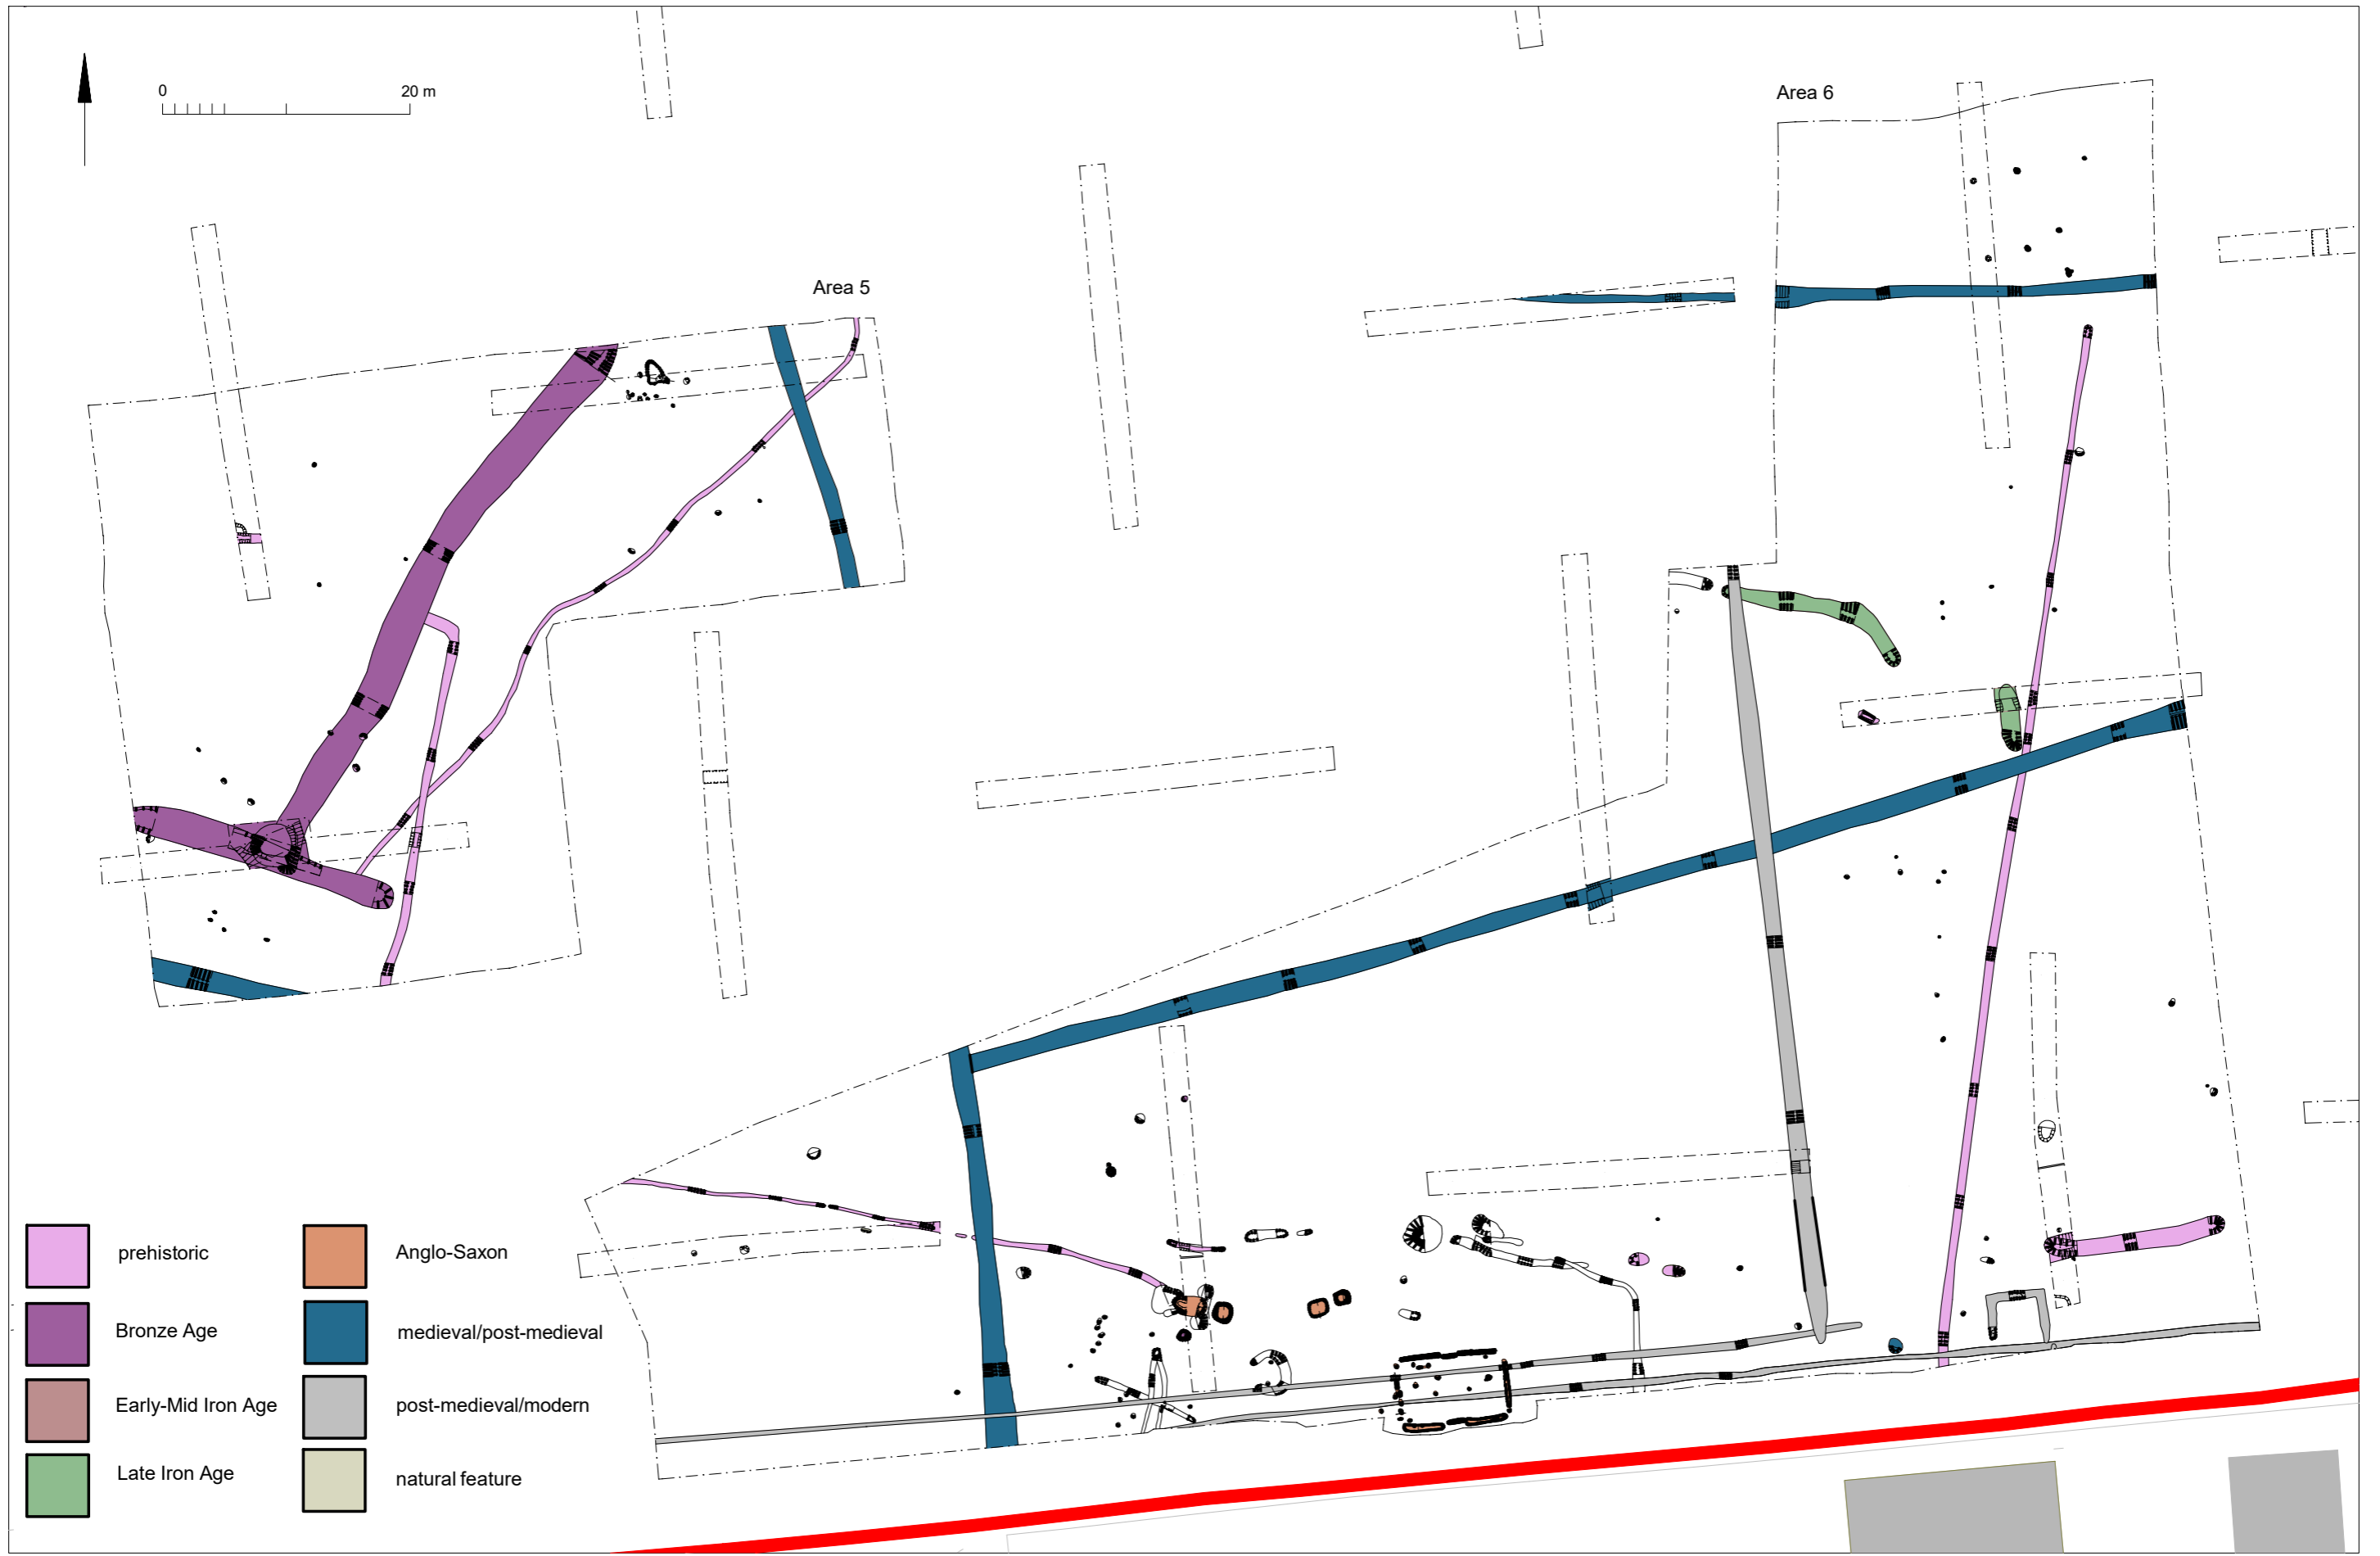 Area 6
0 20 m
Area 5
prehistoric
Bronze Age
Early-Mid Iron Age
Late Iron Age
Anglo-Saxon
medieval/post-medieval
post-medieval/modern
natural feature